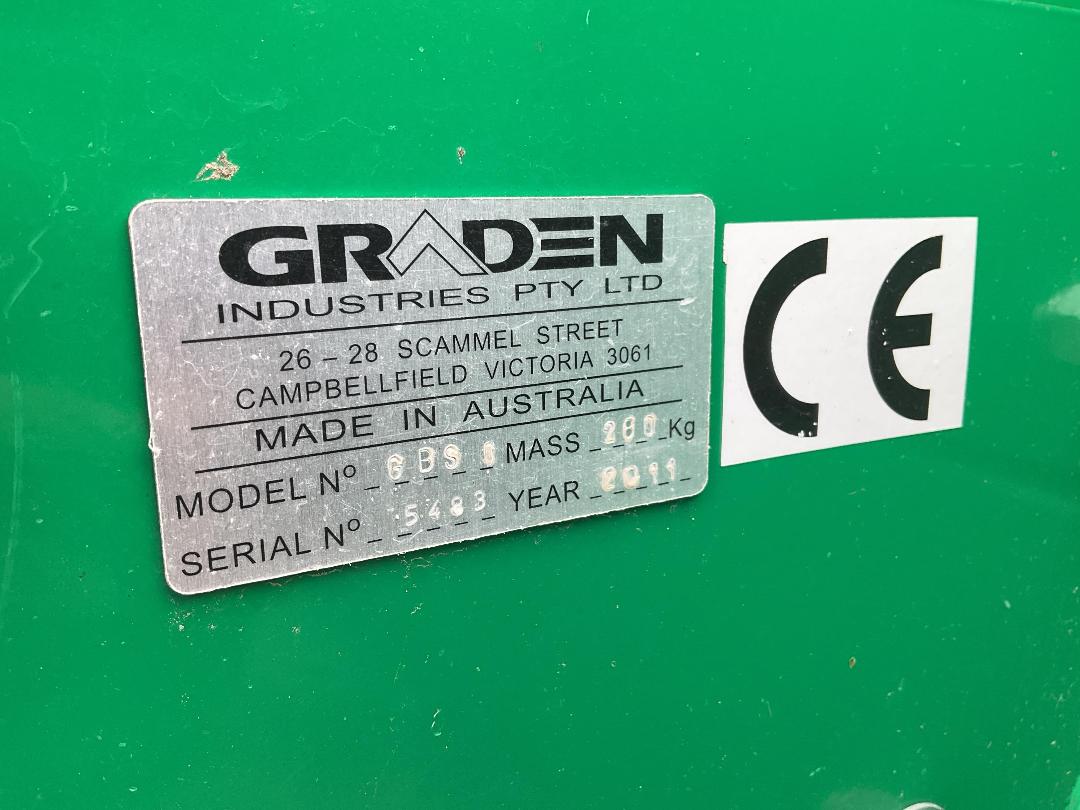 GRADEN
INDUSTRIES PTY LTD
26 – 28 SCAMMEL STREET
CAMPBELLFIELD VICTORIA 3061
MADE IN AUSTRALIA
MODEL Nº GBS MASS Kg
SERIAL Nº 5483 YEAR 2011
CE